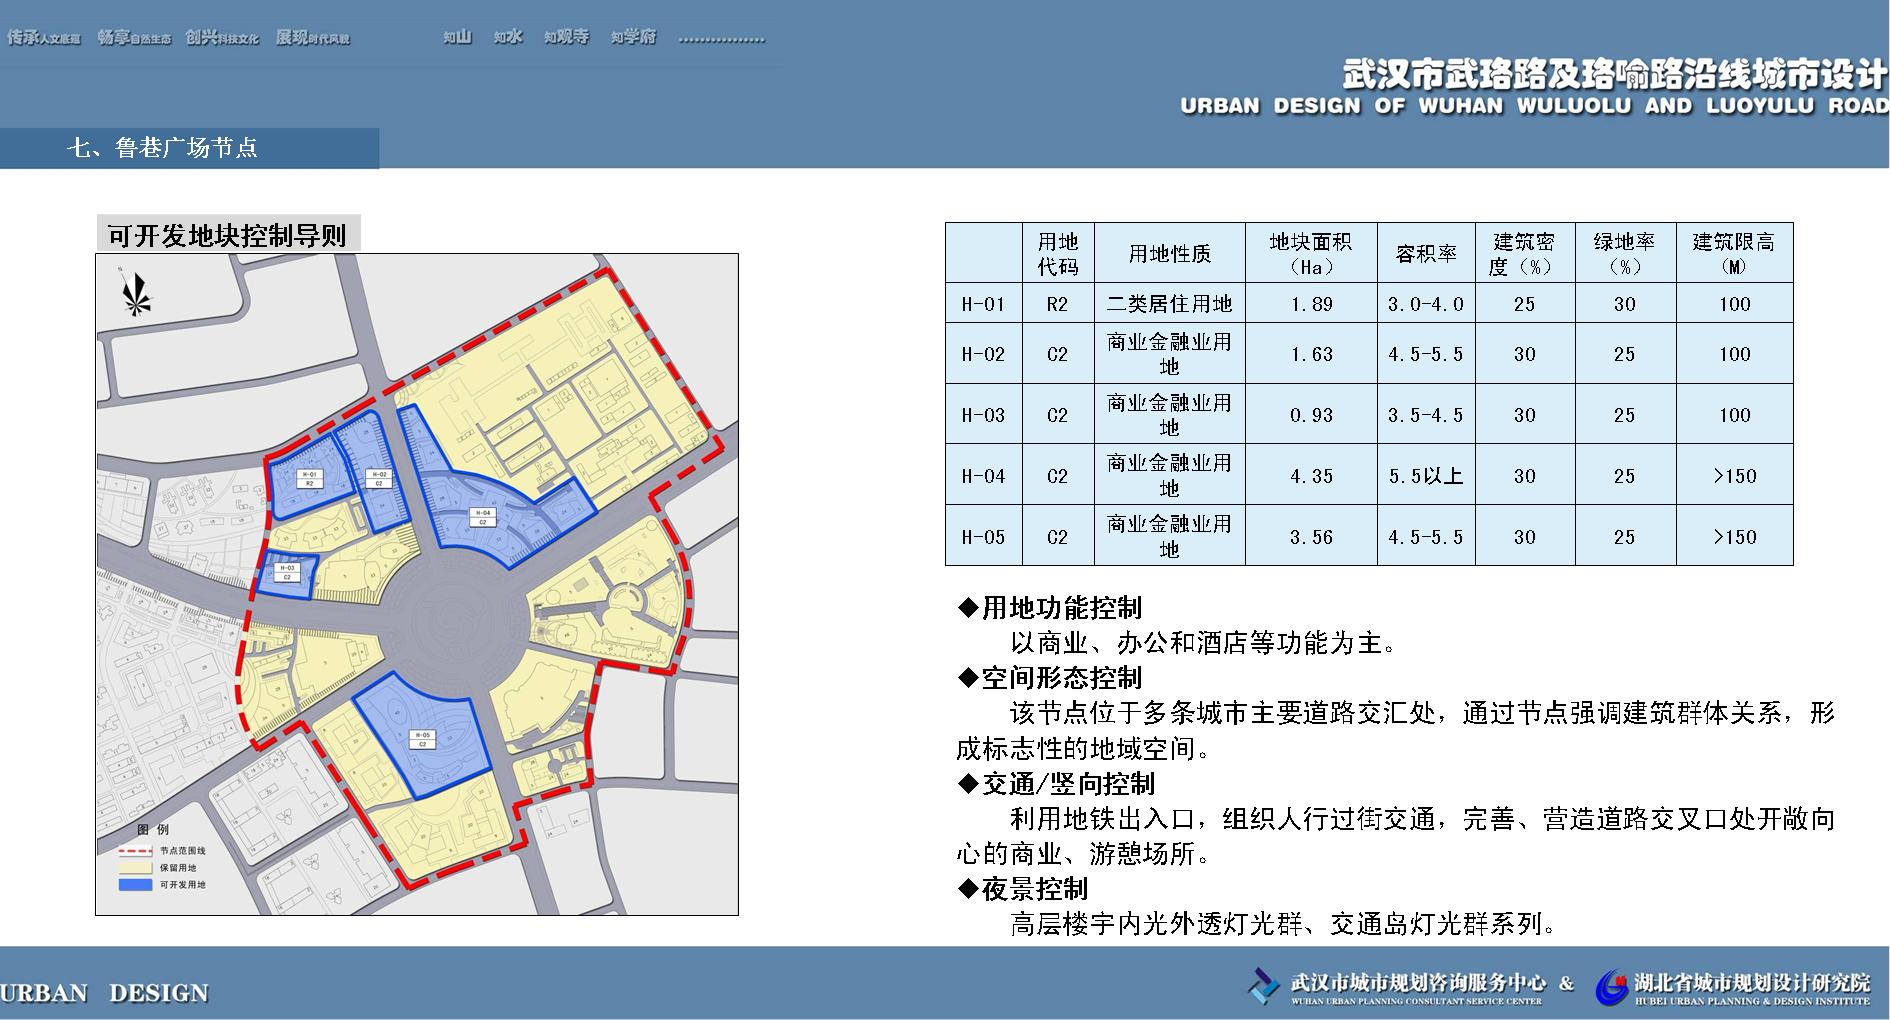 传承人文底蕴 畅享自然生态 创兴科技文化 展现时代风貌 知山 知水 知观寺 知学府 ................
武汉市武珞路及珞喻路沿线城市设计
URBAN DESIGN OF WUHAN WULUOLU AND LUOYULU ROAD
七、鲁巷广场节点
可开发地块控制导则
N
H-01
R2
H-02
C2
H-04
C2
H-03
C2
H-05
C2
图 例
节点范围线
保留用地
可开发用地
用地代码 用地性质 地块面积（Ha） 容积率 建筑密度（%） 绿地率（%） 建筑限高（M）
H-01 R2 二类居住用地 1.89 3.0-4.0 25 30 100
H-02 C2 商业金融业用地 1.63 4.5-5.5 30 25 100
H-03 C2 商业金融业用地 0.93 3.5-4.5 30 25 100
H-04 C2 商业金融业用地 4.35 5.5以上 30 25 >150
H-05 C2 商业金融业用地 3.56 4.5-5.5 30 25 >150
◆用地功能控制
以商业、办公和酒店等功能为主。
◆空间形态控制
该节点位于多条城市主要道路交汇处，通过节点强调建筑群体关系，形
成标志性的地域空间。
◆交通/竖向控制
利用地铁出入口，组织人行过街交通，完善、营造道路交叉口处开敞向
心的商业、游憩场所。
◆夜景控制
高层楼宇内光外透灯光群、交通岛灯光群系列。
URBAN DESIGN
武汉市城市规划咨询服务中心 & 湖北省城市规划设计研究院
WUHAN URBAN PLANNING CONSULTANT SERVICE CENTER HUBEI URBAN PLANNING & DESIGN INSTITUTE